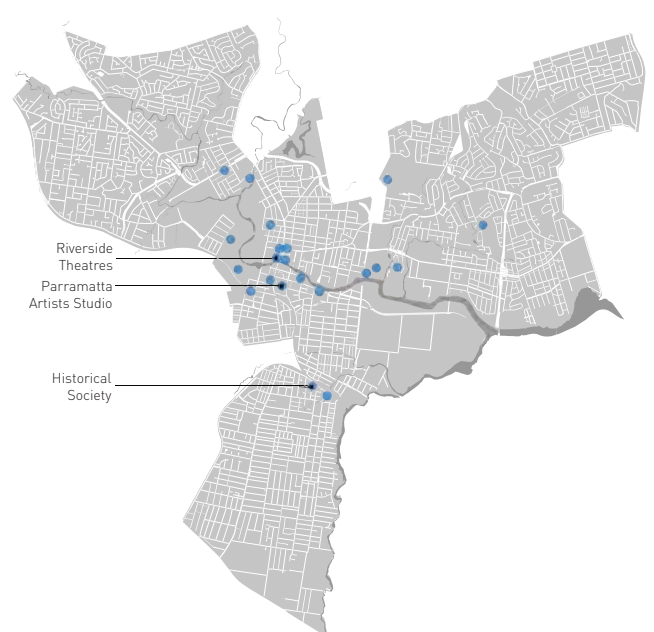 Riverside
Theatres
Parramatta
Artists Studio
Historical
Society